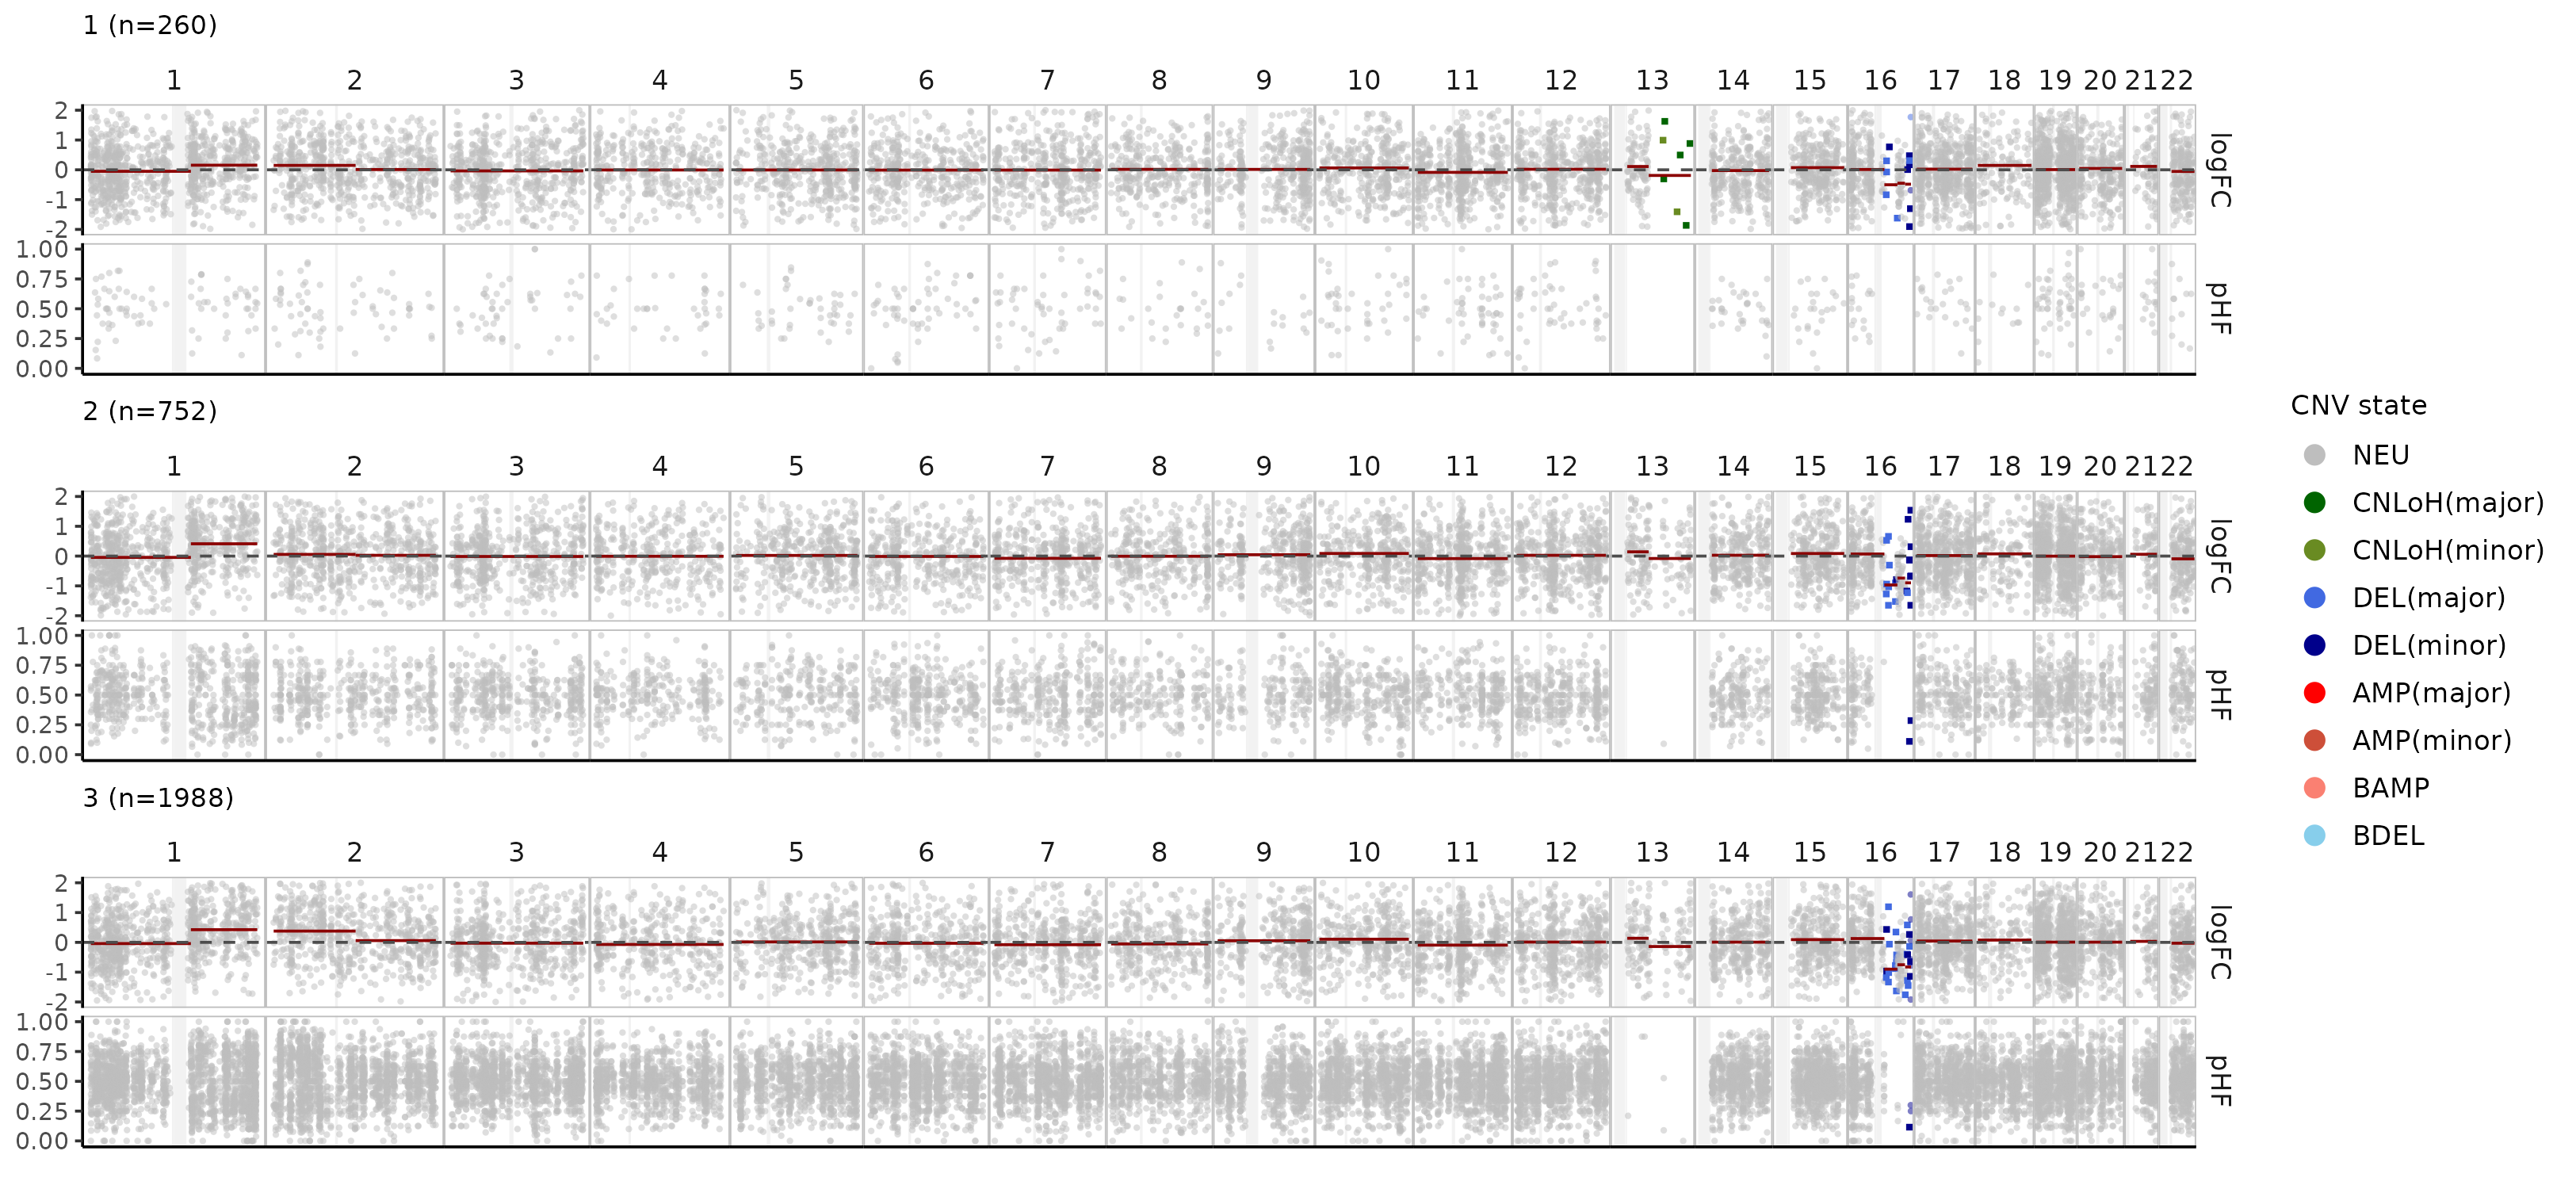 1 (n=260)
1 2 3 4 5 6 7 8 9 10 11 12 13 14 15 16 17 18 19 20 21 22
2
1
0
-1
-2
logFC
1.00
0.75
0.50
0.25
0.00
pHF
2 (n=752)
1 2 3 4 5 6 7 8 9 10 11 12 13 14 15 16 17 18 19 20 21 22
2
1
0
-1
-2
logFC
1.00
0.75
0.50
0.25
0.00
pHF
3 (n=1988)
1 2 3 4 5 6 7 8 9 10 11 12 13 14 15 16 17 18 19 20 21 22
2
1
0
-1
-2
logFC
1.00
0.75
0.50
0.25
0.00
pHF
CNV state
NEU
CNLoH(major)
CNLoH(minor)
DEL(major)
DEL(minor)
AMP(major)
AMP(minor)
BAMP
BDEL